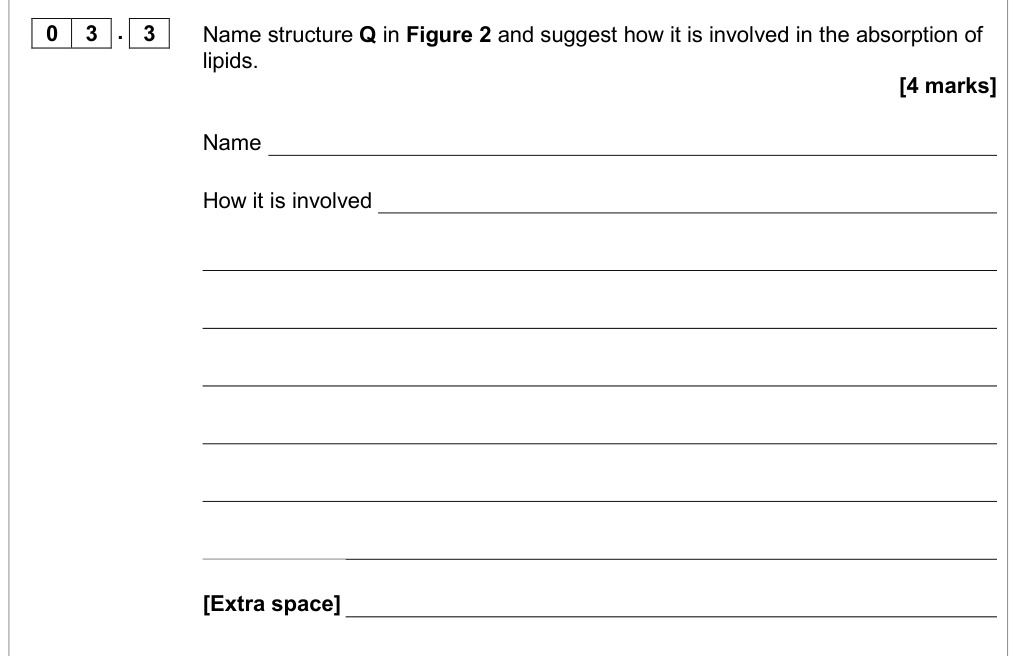 0 3 . 3 Name structure Q in Figure 2 and suggest how it is involved in the absorption of
lipids.
[4 marks]
Name
How it is involved
[Extra space]